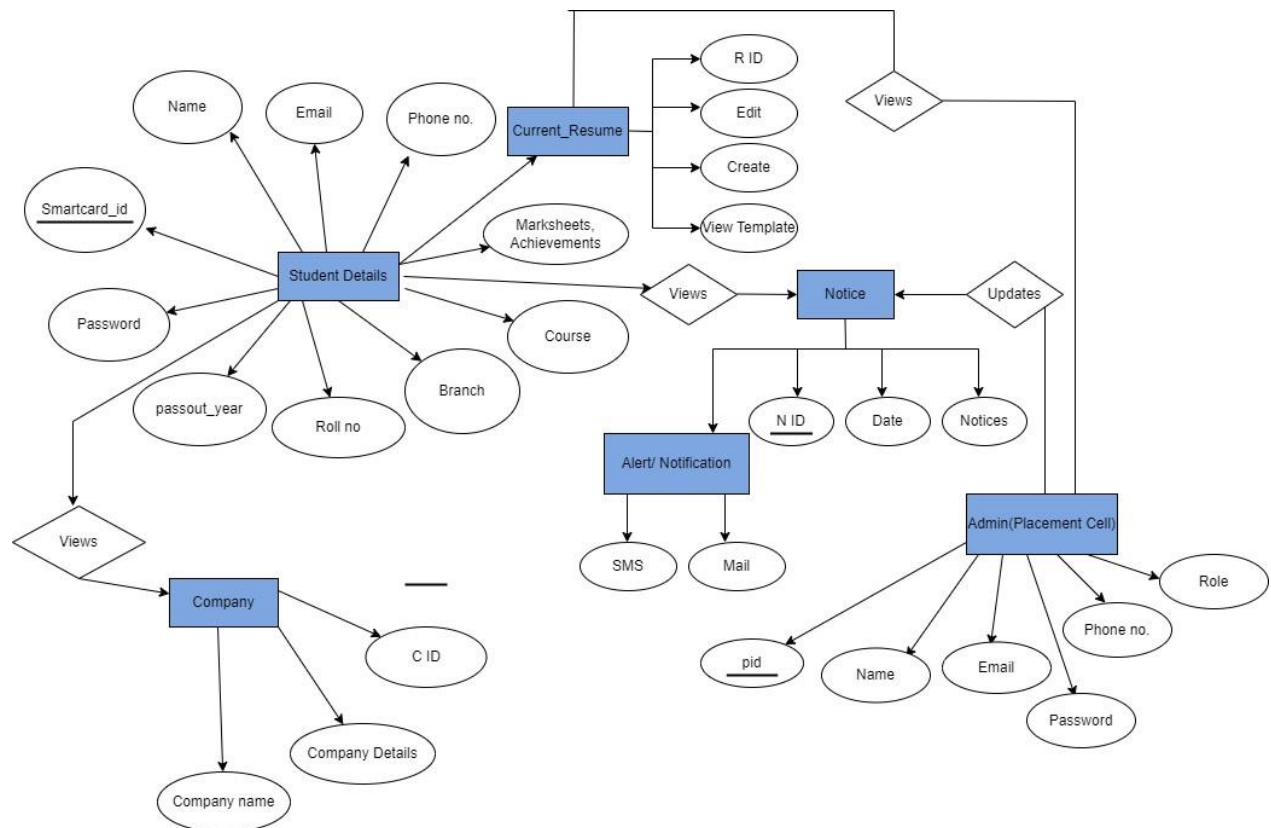 R ID
Views
Name
Email
Phone no.
Edit
Current_Resume
Create
Smartcard_id
Marksheets,
Achievements
View Template
Student Details
Views
Notice
Updates
Password
Course
Branch
passout_year
Roll no
N ID
Date
Notices
Alert/ Notification
Admin(Placement Cell)
Views
SMS
Mail
Role
Company
Phone no.
C ID
pid
Name
Email
Password
Company Details
Company name